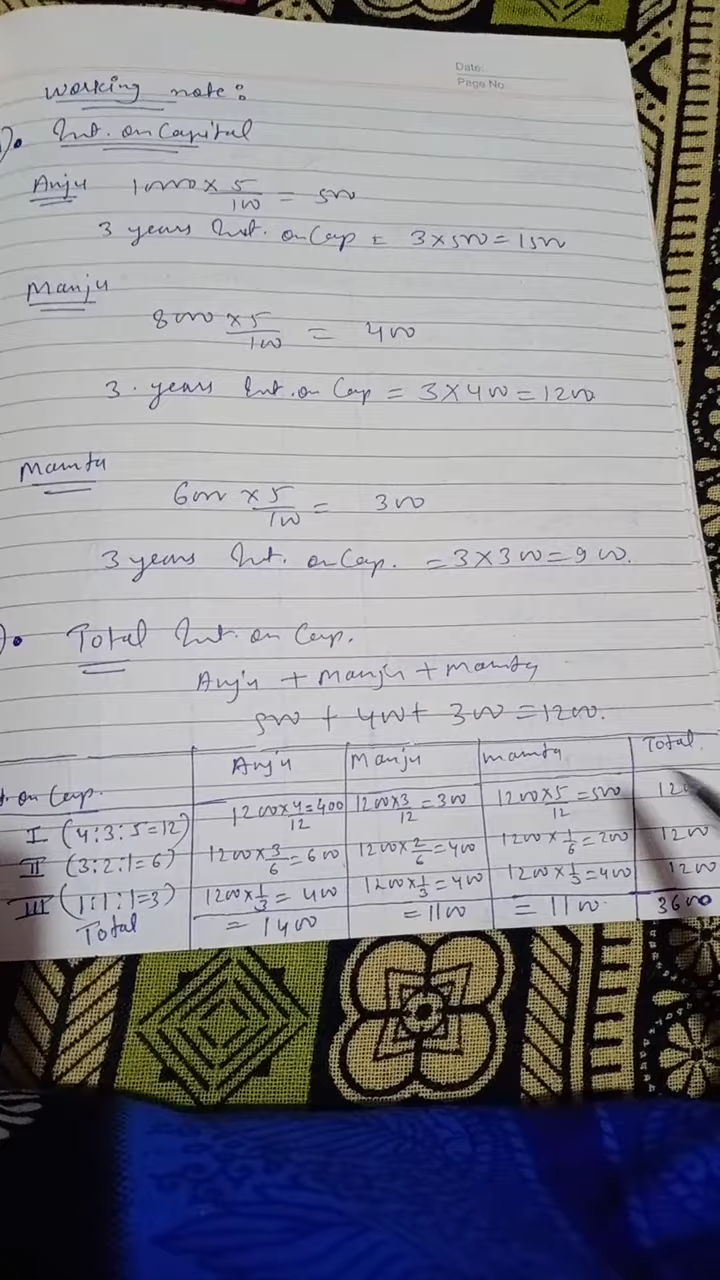 Date:
Page No
Working note:
). Int. on Capital
Anju 10000 × 5/100 = 500
3 years Int. on Cap = 3×500=1500
Manju
8000 × 5/100 = 400
3. years Int. on Cap = 3×400=1200
Mamta
6000 × 5/100 = 300
3 years Int. on Cap. = 3×300=900.
). Total Int. on Cap.
Anju + Manju + Mamta
500 + 400 + 300 = 1200.
Anju Manju Mamta Total
t. on Cap.
I (4:3:5=12) 1200×4/12=400 1200×3/12=300 1200×5/12=500
II (3:2:1=6) 1200×3/6=600 1200×2/6=400 1200×1/6=200 1200
III (1:1:1=3) 1200×1/3=400 1200×1/3=400 1200×1/3=400 1200
Total = 1400 = 1100 = 1100. 3600